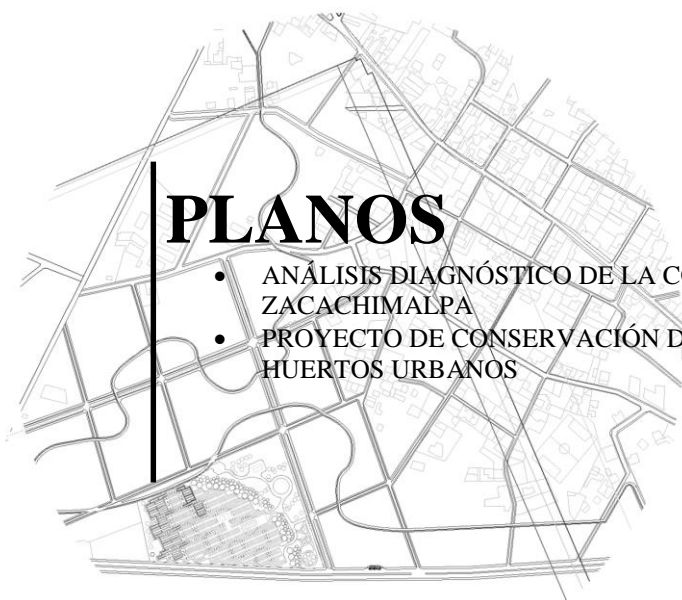 PLANOS
• ANÁLISIS DIAGNÓSTICO DE LA
ZACACHIMALPA
• PROYECTO DE CONSERVACIÓN
HUERTOS URBANOS